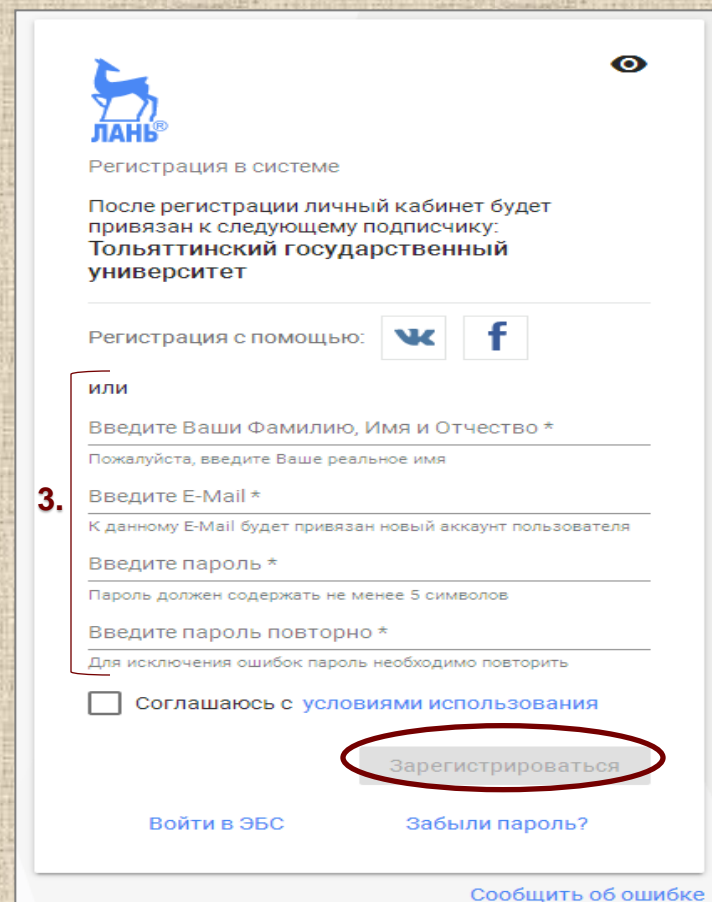 ЛАНЬ®
Регистрация в системе
После регистрации личный кабинет будет
привязан к следующему подписчику:
Тольяттинский государственный
университет
Регистрация с помощью:
или
Введите Ваши Фамилию, Имя и Отчество *
Пожалуйста, введите Ваше реальное имя
3.
Введите E-Mail *
К данному E-Mail будет привязан новый аккаунт пользователя
Введите пароль *
Пароль должен содержать не менее 5 символов
Введите пароль повторно *
Для исключения ошибок пароль необходимо повторить
Соглашаюсь с условиями использования
Зарегистрироваться
Войти в ЭБС Забыли пароль?
Сообщить об ошибке